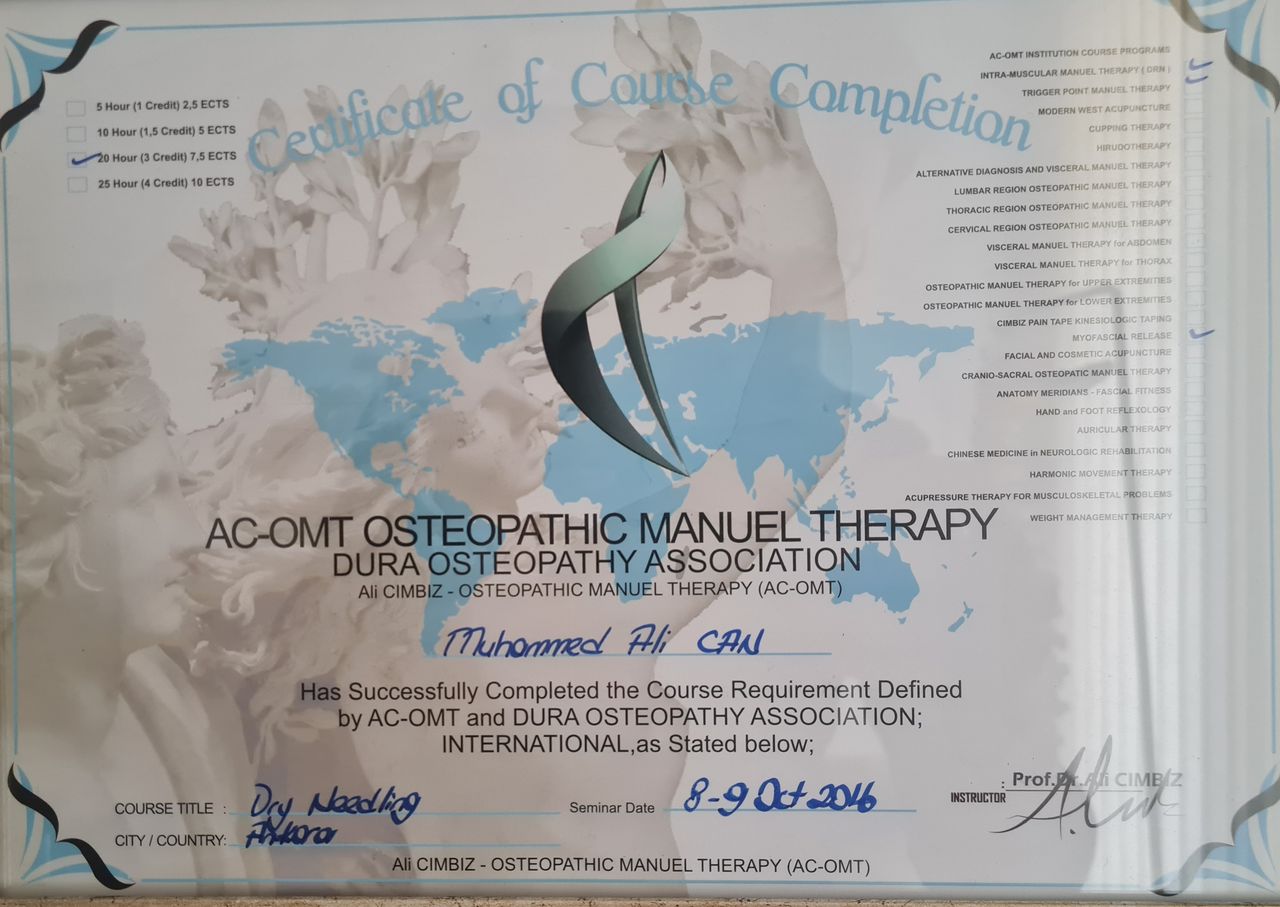 Certificate of Course Completion
5 Hour (1 Credit) 2,5 ECTS
10 Hour (1,5 Credit) 5 ECTS
20 Hour (3 Credit) 7,5 ECTS
25 Hour (4 Credit) 10 ECTS
AC-OMT INSTITUTION COURSE PROGRAMS
INTRA-MUSCULAR MANUEL THERAPY ( DRN )
TRIGGER POINT MANUEL THERAPY
MODERN WEST ACUPUNCTURE
CUPPING THERAPY
HIRUDOTHERAPY
ALTERNATIVE DIAGNOSIS AND VISCERAL MANUEL THERAPY
LUMBAR REGION OSTEOPATHIC MANUEL THERAPY
THORACIC REGION OSTEOPATHIC MANUEL THERAPY
CERVICAL REGION OSTEOPATHIC MANUEL THERAPY
VISCERAL MANUEL THERAPY for ABDOMEN
VISCERAL MANUEL THERAPY for THORAX
OSTEOPATHIC MANUEL THERAPY for UPPER EXTREMITIES
OSTEOPATHIC MANUEL THERAPY for LOWER EXTREMITIES
CIMBIZ PAIN TAPE KINESIOLOGIC TAPING
MYOFASCIAL RELEASE
FACIAL AND COSMETIC ACUPUNCTURE
CRANIO-SACRAL OSTEOPATIC MANUEL THERAPY
ANATOMY MERIDIANS - FASCIAL FITNESS
HAND and FOOT REFLEXOLOGY
AURICULAR THERAPY
CHINESE MEDICINE in NEUROLOGIC REHABILITATION
HARMONIC MOVEMENT THERAPY
ACUPRESSURE THERAPY FOR MUSCULOSKELETAL PROBLEMS
WEIGHT MANAGEMENT THERAPY
AC-OMT OSTEOPATHIC MANUEL THERAPY
DURA OSTEOPATHY ASSOCIATION
Ali CIMBIZ - OSTEOPATHIC MANUEL THERAPY (AC-OMT)
Muhammed Ali CAN
Has Successfully Completed the Course Requirement Defined
by AC-OMT and DURA OSTEOPATHY ASSOCIATION;
INTERNATIONAL,as Stated below;
COURSE TITLE : Dry Needling
Seminar Date 8-9 Oct 2016
CITY / COUNTRY: Ankara
INSTRUCTOR : Prof.Dr.Ali CIMBIZ
Ali CIMBIZ - OSTEOPATHIC MANUEL THERAPY (AC-OMT)